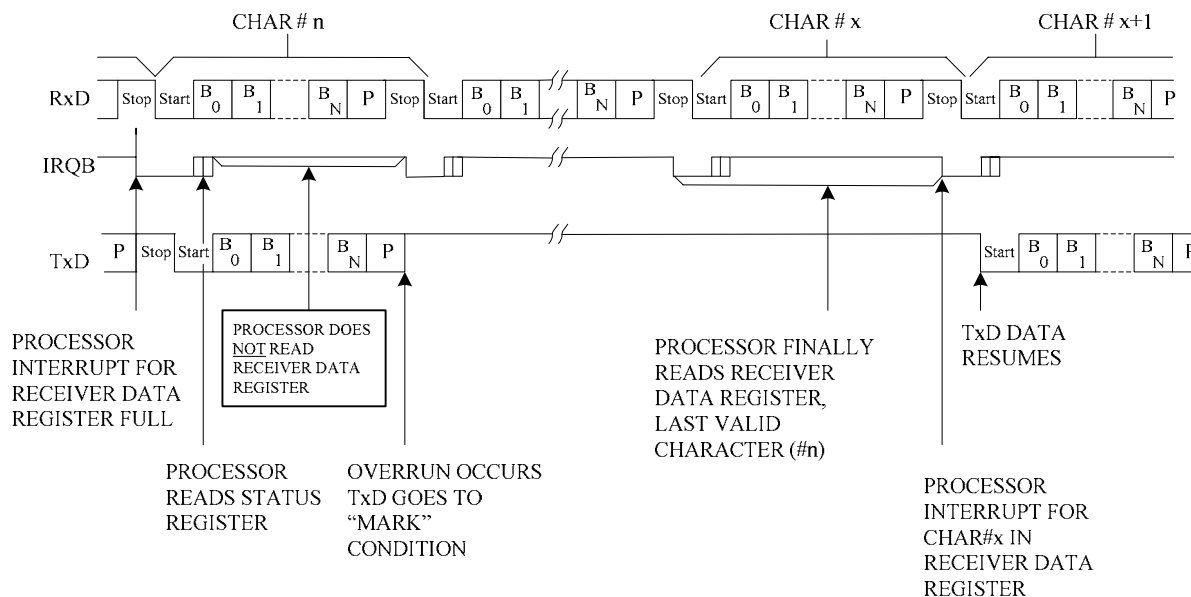 CHAR # n
CHAR # x
CHAR # x+1
RxD Stop Start B0 B1 BN P Stop Start B0 B1 BN P Stop Start B0 B1 BN P Stop Start B0 B1 BN P
IRQB
TxD P Stop Start B0 B1 BN P Start B0 B1 BN P
PROCESSOR
INTERRUPT FOR
RECEIVER DATA
REGISTER FULL
PROCESSOR DOES
NOT READ
RECEIVER DATA
REGISTER
PROCESSOR
READS STATUS
REGISTER
OVERRUN OCCURS
TxD GOES TO
“MARK”
CONDITION
PROCESSOR FINALLY
READS RECEIVER
DATA REGISTER,
LAST VALID
CHARACTER (#n)
TxD DATA
RESUMES
PROCESSOR
INTERRUPT FOR
CHAR#x IN
RECEIVER DATA
REGISTER